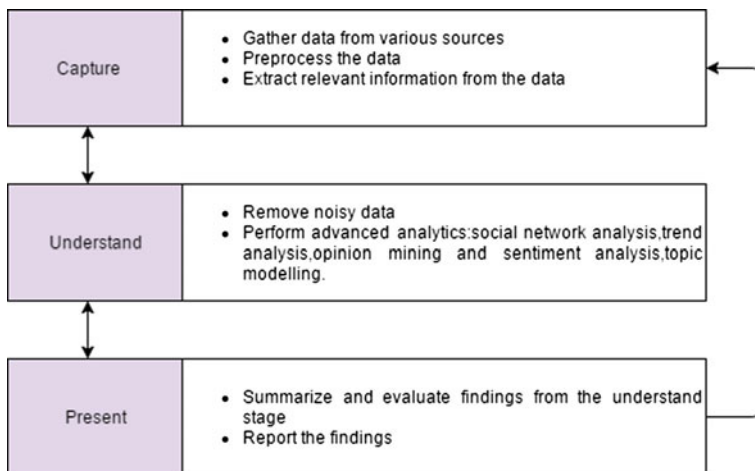 Capture
• Gather data from various sources
• Preprocess the data
• Extract relevant information from the data
Understand
• Remove noisy data
• Perform advanced analytics:social network analysis,trend
analysis,opinion mining and sentiment analysis,topic
modelling.
Present
• Summarize and evaluate findings from the understand
stage
• Report the findings